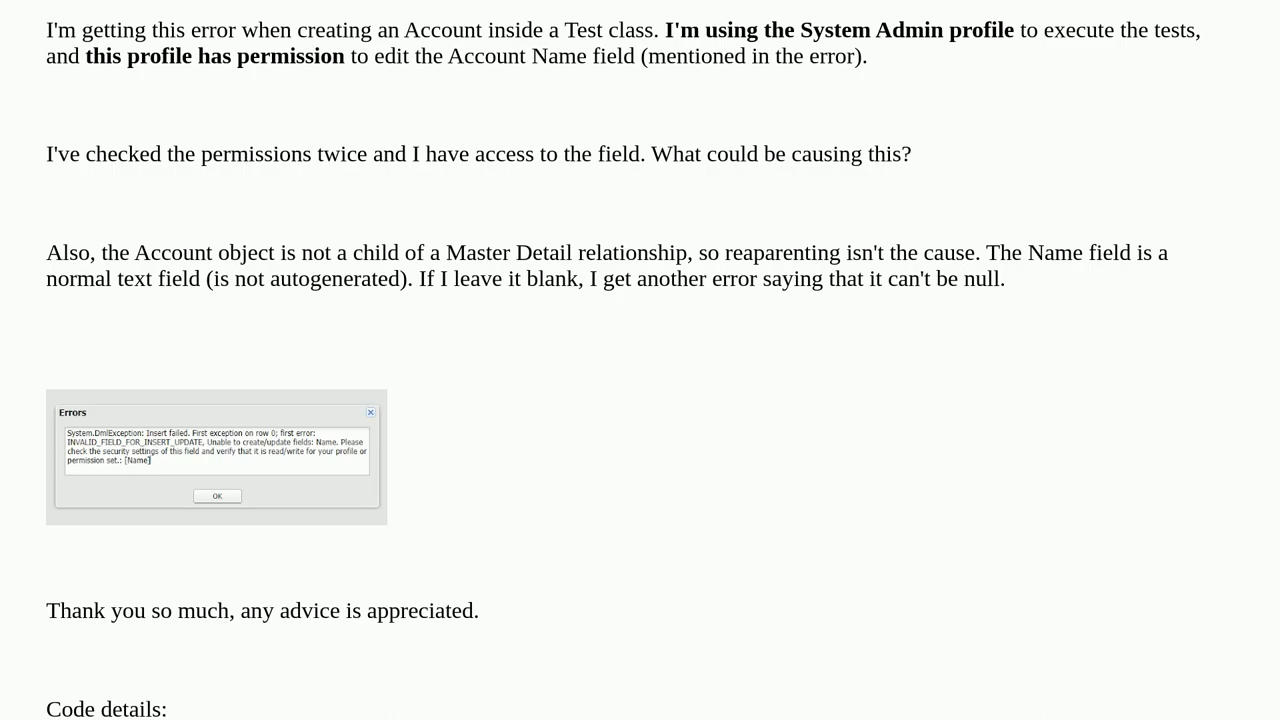 I'm getting this error when creating an Account inside a Test class. I'm using the System Admin profile to execute the tests,
and this profile has permission to edit the Account Name field (mentioned in the error).
I've checked the permissions twice and I have access to the field. What could be causing this?
Also, the Account object is not a child of a Master Detail relationship, so reaparenting isn't the cause. The Name field is a
normal text field (is not autogenerated). If I leave it blank, I get another error saying that it can't be null.
Errors
System.DmlException: Insert failed. First exception on row 0; first error:
INVALID_FIELD_FOR_INSERT_UPDATE, Unable to create/update fields: Name. Please
check the security settings of this field and verify that it is read/write for your profile or
permission set.: [Name]
OK
Thank you so much, any advice is appreciated.
Code details: